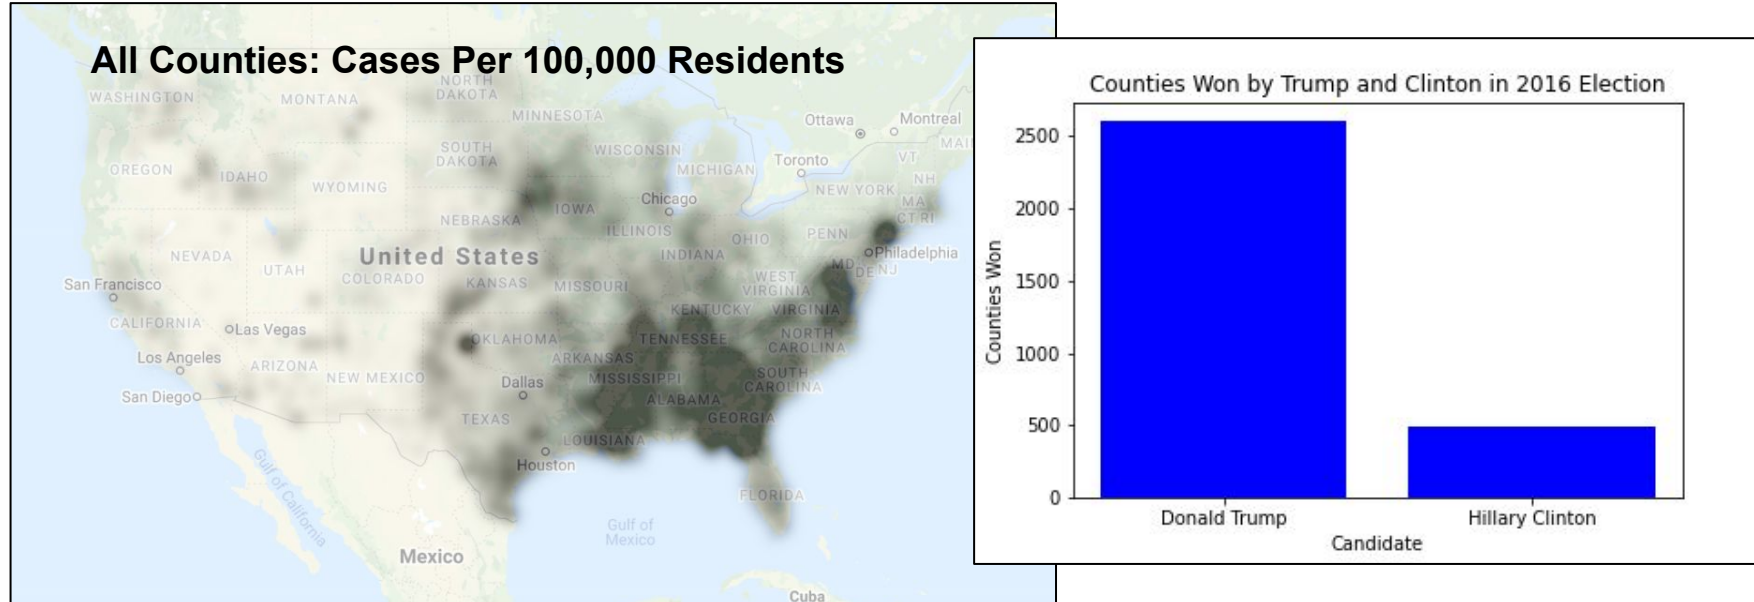 All Counties: Cases Per 100,000 Residents
NORTH
DAKOTA
WASHINGTON
MONTANA
MINNESOTA
Ottawa
Montreal
MAI
VT
SOUTH
DAKOTA
WISCONSIN
MICHIGAN
Toronto
OREGON
IDAHO
WYOMING
NEW YORK
NH
MA
CT RI
Chicago
IOWA
NEBRASKA
ILLINOIS
INDIANA
OHIO
PENN
NEVADA
UTAH
United States
COLORADO
KANSAS
MISSOURI
WEST
VIRGINIA
MD
DE NJ
Philadelphia
San Francisco
KENTUCKY
VIRGINIA
CALIFORNIA
Las Vegas
OKLAHOMA
TENNESSEE
NORTH
CAROLINA
Los Angeles
ARIZONA
NEW MEXICO
ARKANSAS
Dallas
MISSISSIPPI
SOUTH
CAROLINA
San Diego
ALABAMA
TEXAS
GEORGIA
LOUISIANA
Houston
Gulf of
California
FLORIDA
Gulf of
Mexico
Mexico
Cuba
Counties Won by Trump and Clinton in 2016 Election
Counties Won
2500
2000
1500
1000
500
0
Donald Trump
Hillary Clinton
Candidate